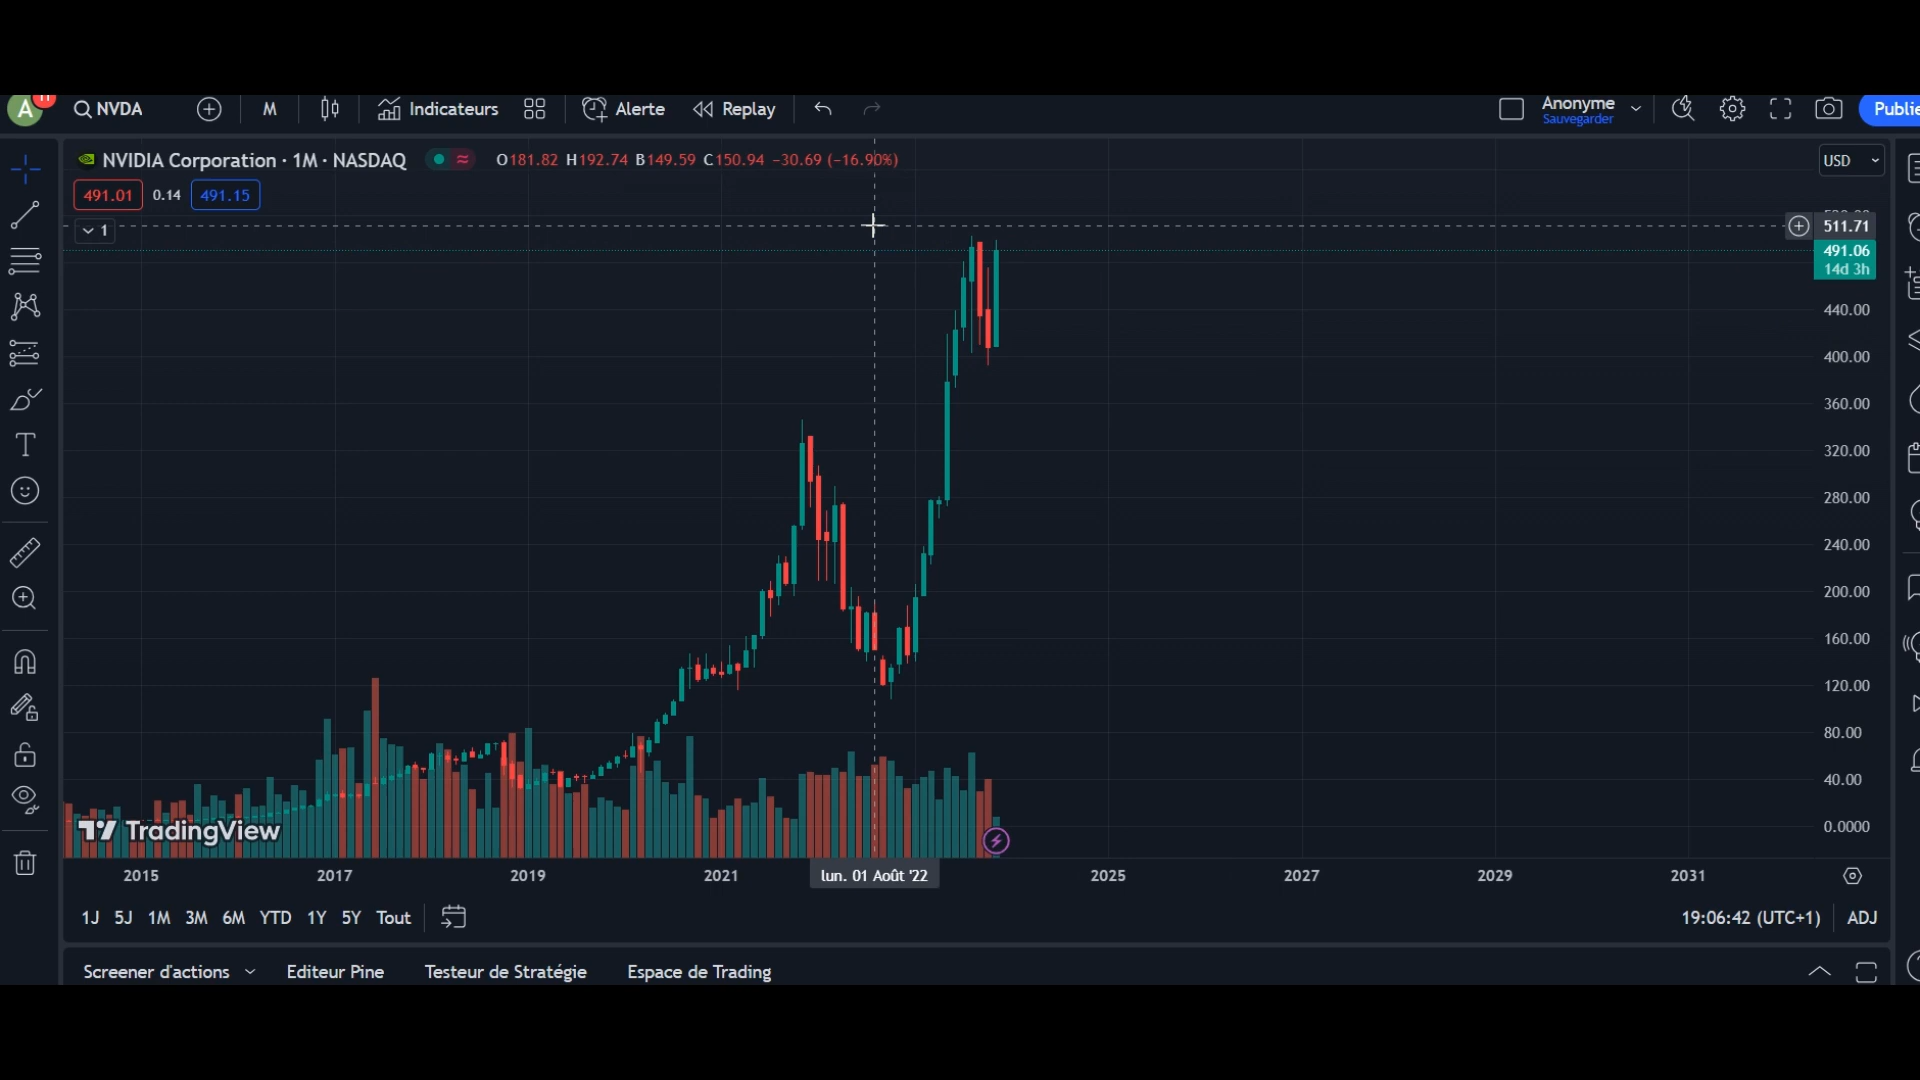 A 11 NVDA M Indicateurs Alerte Replay Anonyme
Sauvegarder
NVIDIA Corporation · 1M · NASDAQ O181.82 H192.74 B149.59 C150.94 −30.69 (−16.90%) USD
491.01 0.14 491.15
1
511.71
491.06
14d 3h
440.00
400.00
360.00
320.00
280.00
240.00
200.00
160.00
120.00
80.00
40.00
0.0000
TradingView
2015 2017 2019 2021 lun. 01 Août '22 2025 2027 2029 2031
1J 5J 1M 3M 6M YTD 1Y 5Y Tout 19:06:42 (UTC+1) ADJ
Screener d'actions Editeur Pine Testeur de Stratégie Espace de Trading